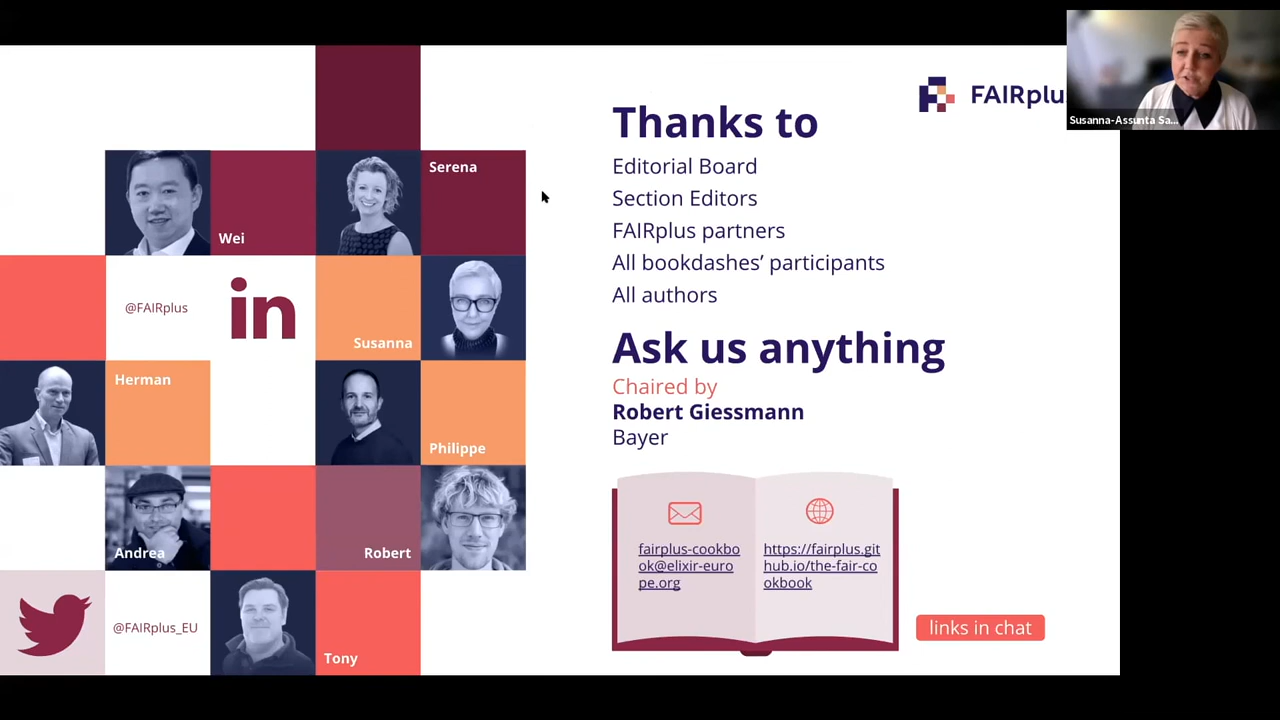 Susanna-Assunta Sa...
FAIRplu
Thanks to
Editorial Board
Section Editors
FAIRplus partners
All bookdashes’ participants
All authors
Ask us anything
Chaired by
Robert Giessmann
Bayer
fairplus-cookbo
ok@elixir-euro
pe.org
https://fairplus.git
hub.io/the-fair-co
okbook
links in chat
Serena
Wei
@FAIRplus
in
Susanna
Herman
Philippe
Andrea
Robert
@FAIRplus_EU
Tony